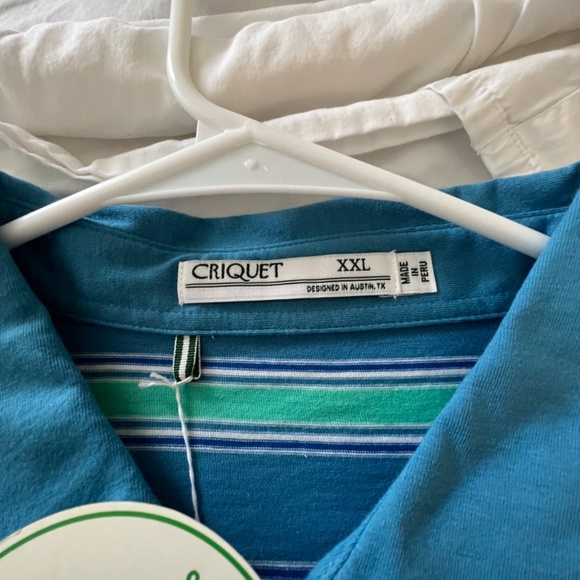 CRIQUET XXL
DESIGNED IN AUSTIN, TX
MADE
IN
PERU